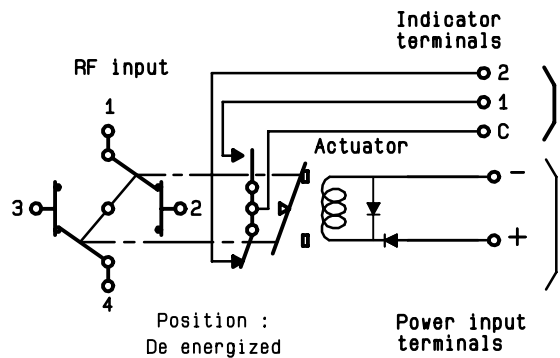 Indicator
terminals
RF input
2
1
C
1
Actuator
-
3
2
+
4
Position :
De energized
Power input
terminals